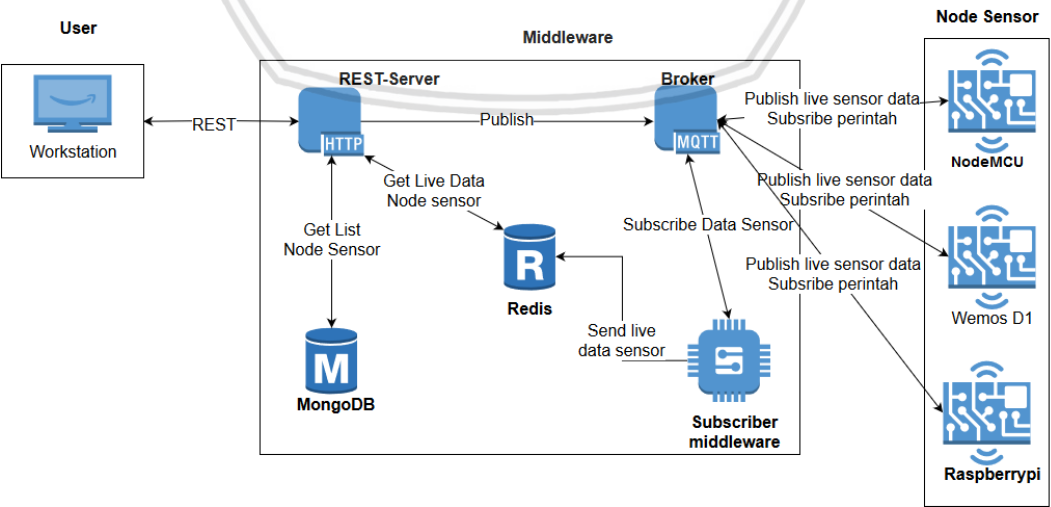 User
Workstation
REST
Middleware
REST-Server
HTTP
Publish
Broker
MQTT
Get Live Data
Node sensor
Get List
Node Sensor
R
Redis
M
MongoDB
Subscribe Data Sensor
Send live
data sensor
Subscriber
middleware
Node Sensor
Publish live sensor data
Subsribe perintah
NodeMCU
Publish live sensor data
Subsribe perintah
Wemos D1
Publish live sensor data
Subsribe perintah
Raspberrypi